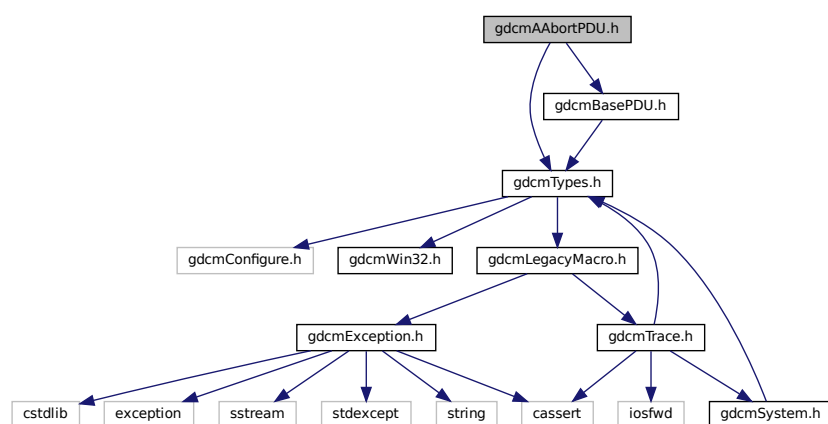 gdcmAAbortPDU.h
gdcmBasePDU.h
gdcmTypes.h
gdcmConfigure.h
gdcmWin32.h
gdcmLegacyMacro.h
gdcmException.h
gdcmTrace.h
cstdlib
exception
sstream
stdexcept
string
cassert
iosfwd
gdcmSystem.h